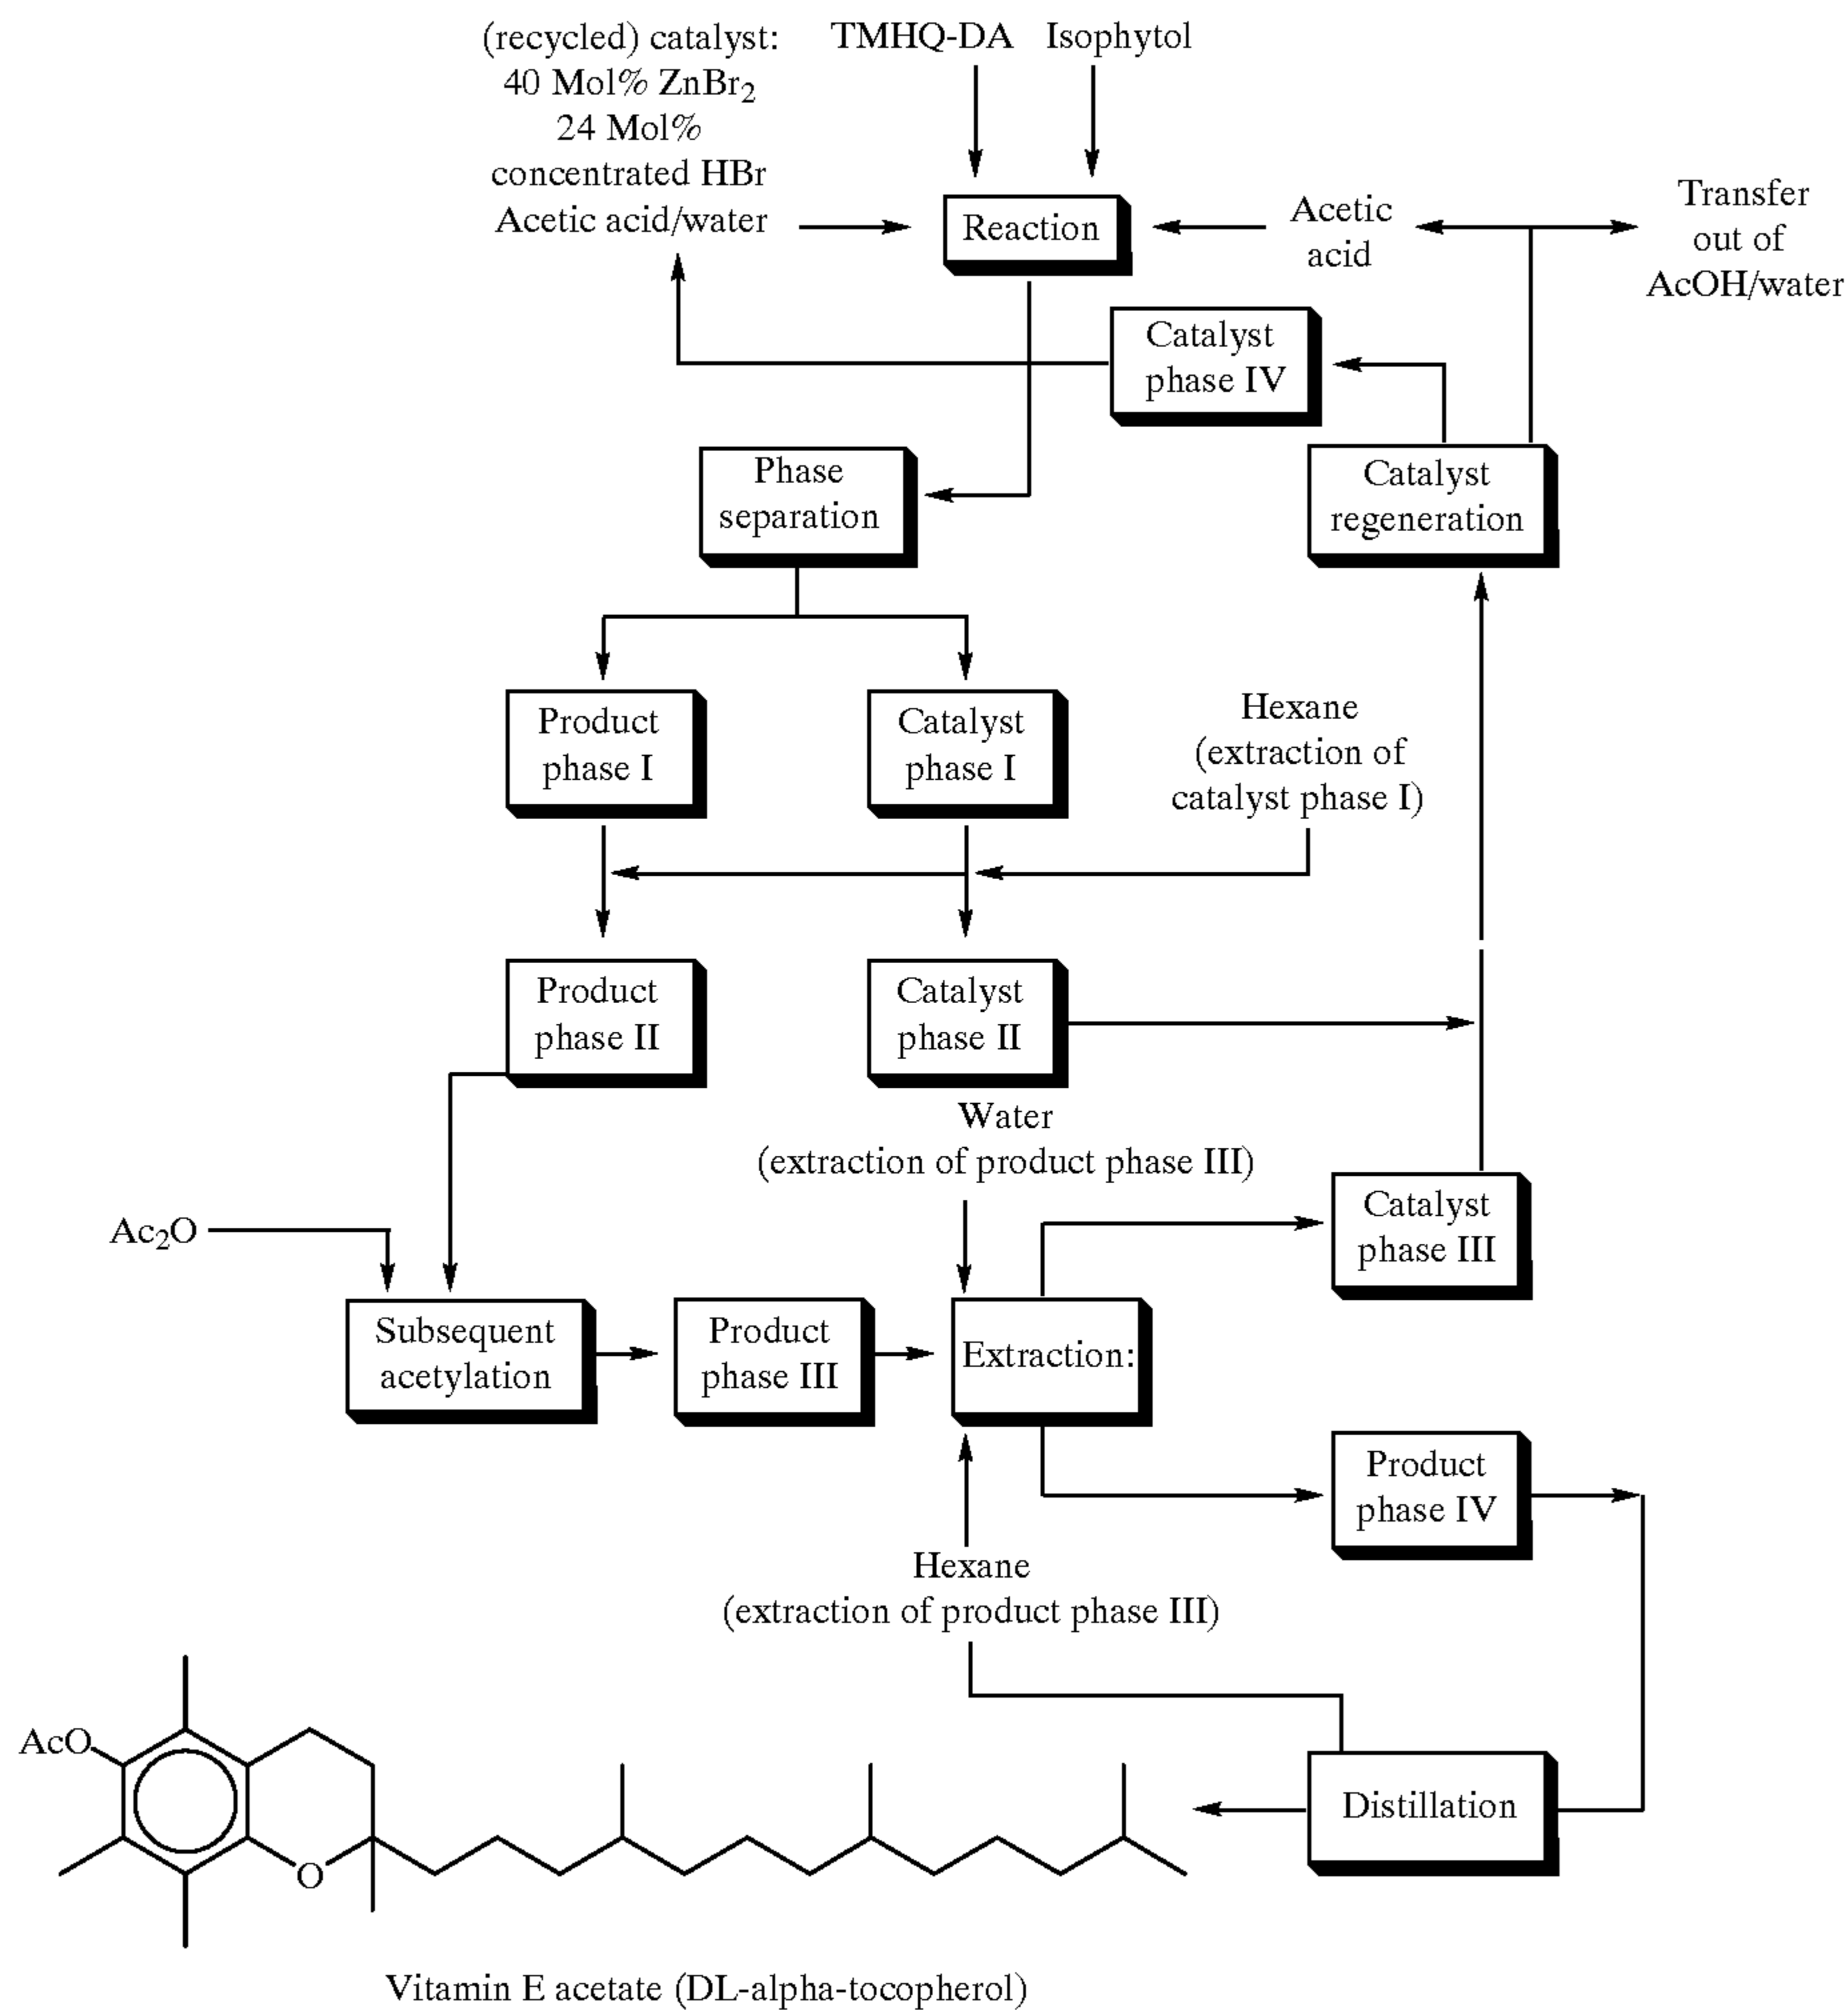 (recycled) catalyst:
40 Mol% ZnBr2
24 Mol%
concentrated HBr
Acetic acid/water
TMHQ-DA
Isophytol
Reaction
Acetic
acid
Transfer
out of
AcOH/water
Catalyst
phase IV
Phase
separation
Catalyst
regeneration
Product
phase I
Catalyst
phase I
Hexane
(extraction of
catalyst phase I)
Product
phase II
Catalyst
phase II
Water
(extraction of product phase III)
Ac2O
Catalyst
phase III
Subsequent
acetylation
Product
phase III
Extraction:
Product
phase IV
Hexane
(extraction of product phase III)
AcO
O
Distillation
Vitamin E acetate (DL-alpha-tocopherol)